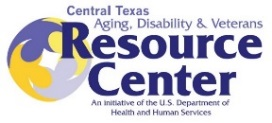 Central Texas
Aging, Disability & Veterans
Resource
Center
An initiative of the U.S. Department of
Health and Human Services